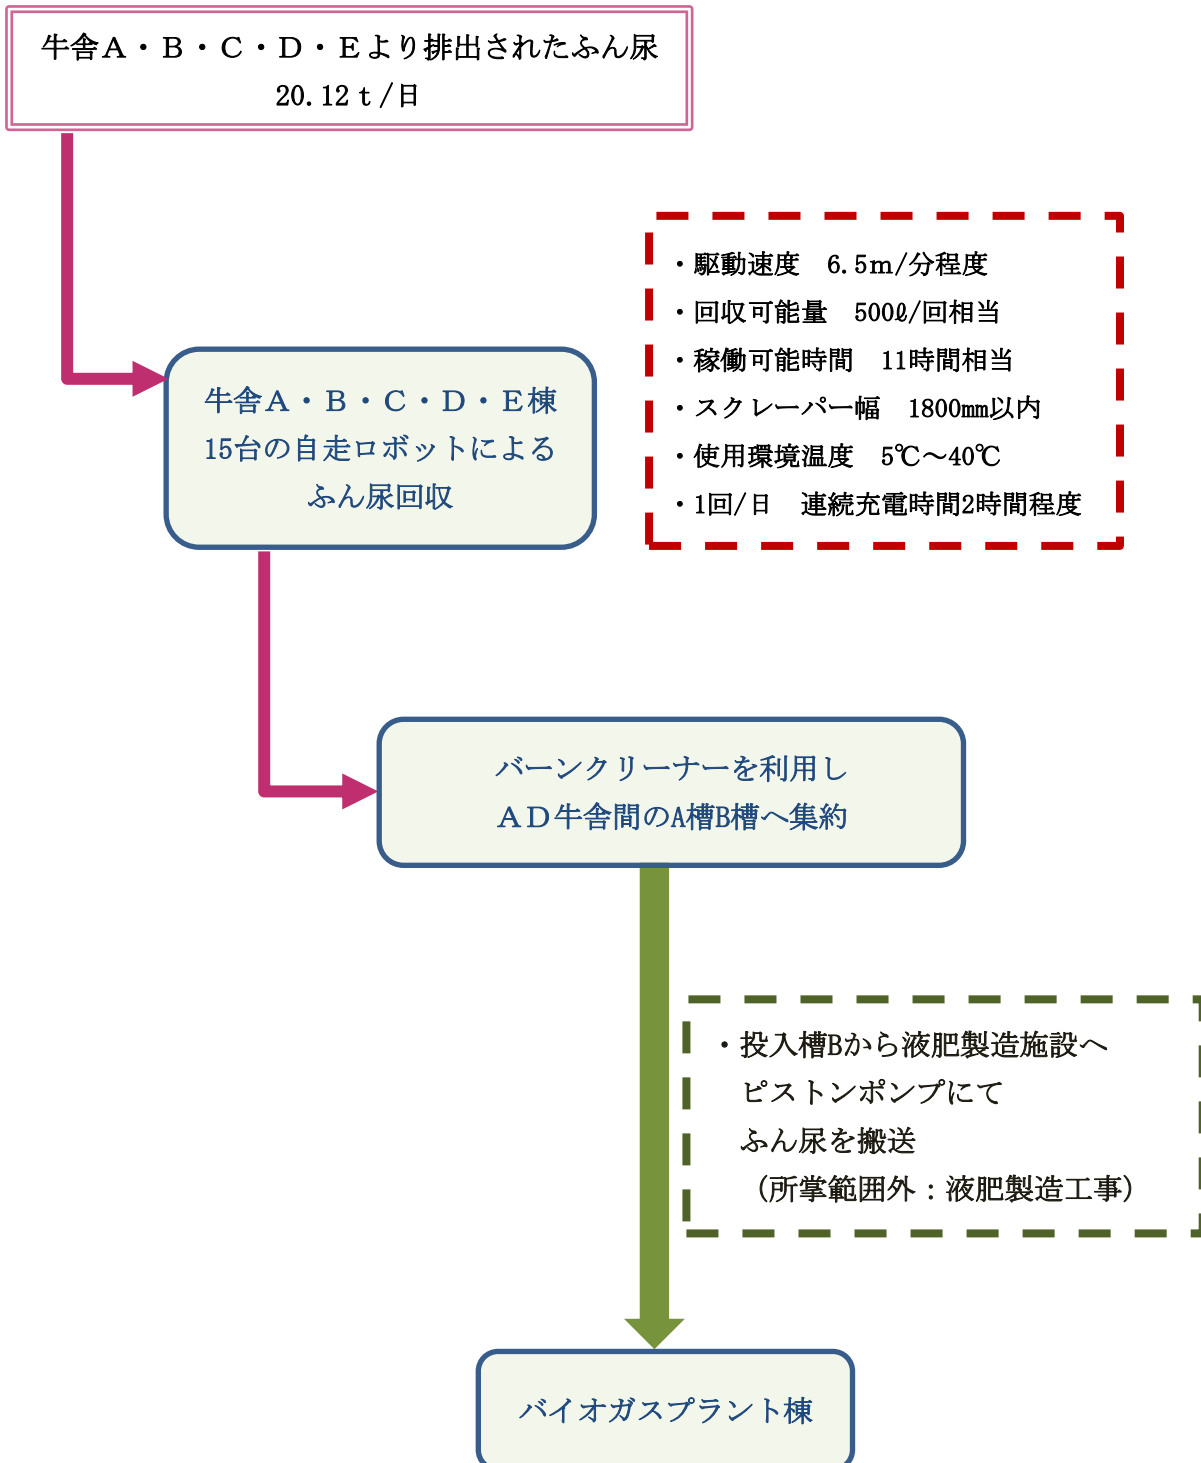 牛舎Ａ・Ｂ・Ｃ・Ｄ・Ｅより排出されたふん尿
20.12ｔ/日
・駆動速度　6.5ｍ/分程度
・回収可能量　500ℓ/回相当
・稼働可能時間　11時間相当
・スクレーパー幅　1800㎜以内
・使用環境温度　5℃～40℃
・1回/日　連続充電時間2時間程度
牛舎Ａ・Ｂ・Ｃ・Ｄ・Ｅ棟
15台の自走ロボットによる
ふん尿回収
バーンクリーナーを利用し
ＡＤ牛舎間のA槽B槽へ集約
・投入槽Bから液肥製造施設へ
ピストンポンプにて
ふん尿を搬送
（所掌範囲外：液肥製造工事）
バイオガスプラント棟